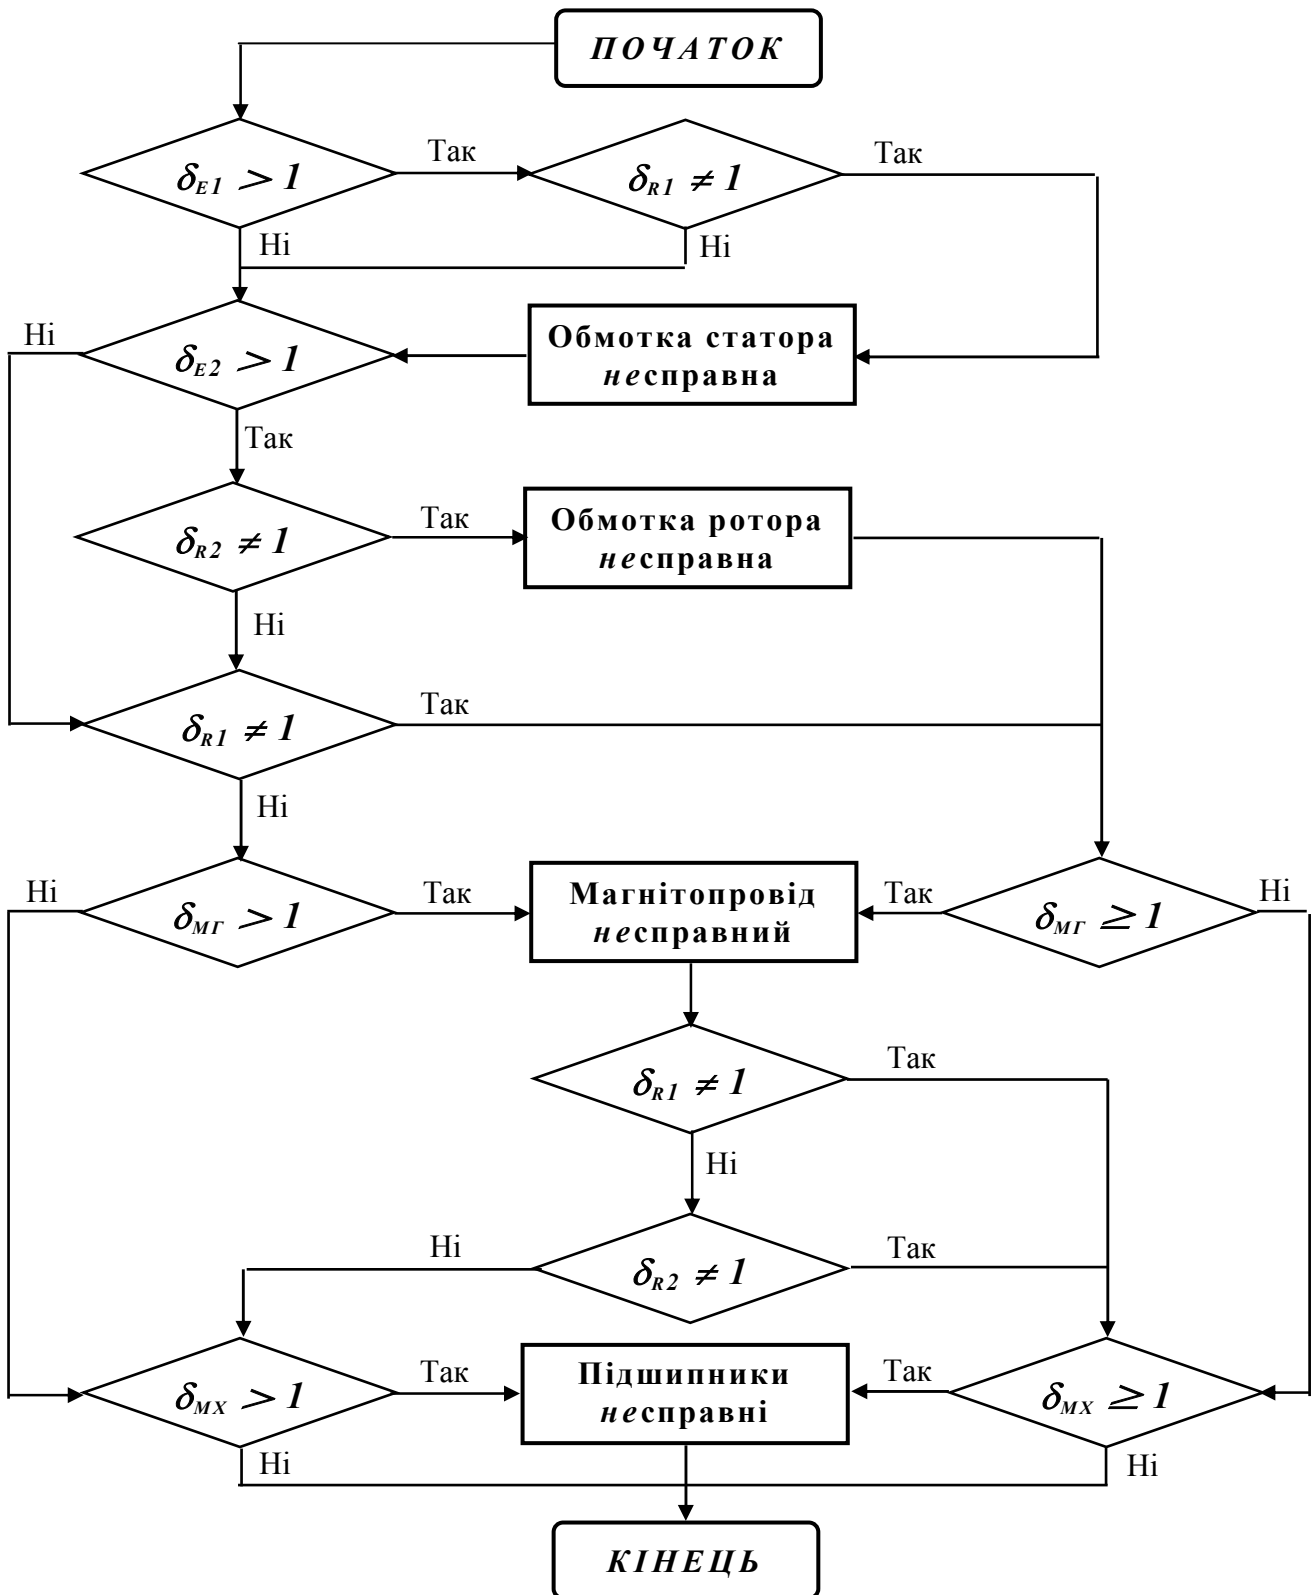 ПОЧАТОК
δE1 > 1
Так
δR1 ≠ 1
Так
Ні
Ні
Ні
δE2 > 1
Обмотка статора
несправна
Так
δR2 ≠ 1
Так
Обмотка ротора
несправна
Ні
δR1 ≠ 1
Так
Ні
Ні
δМГ > 1
Так
Магнітопровід
несправний
Так
δМГ ≥ 1
Ні
δR1 ≠ 1
Так
Ні
Ні
δR2 ≠ 1
Так
δМХ > 1
Так
Підшипники
несправні
Так
δМХ ≥ 1
Ні
Ні
КІНЕЦЬ